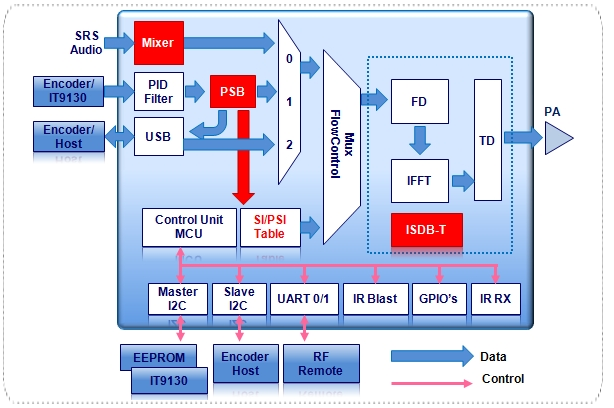 SRS
Audio
Mixer
Encoder/
IT9130
PID
Filter
PSB
Encoder/
Host
USB
0
1
2
Mux
FlowControl
FD
IFFT
TD
ISDB-T
PA
Control Unit
MCU
SI/PSI
Table
Master
I2C
Slave
I2C
UART 0/1
IR Blast
GPIO's
IR RX
EEPROM
IT9130
Encoder
Host
RF
Remote
Data
Control